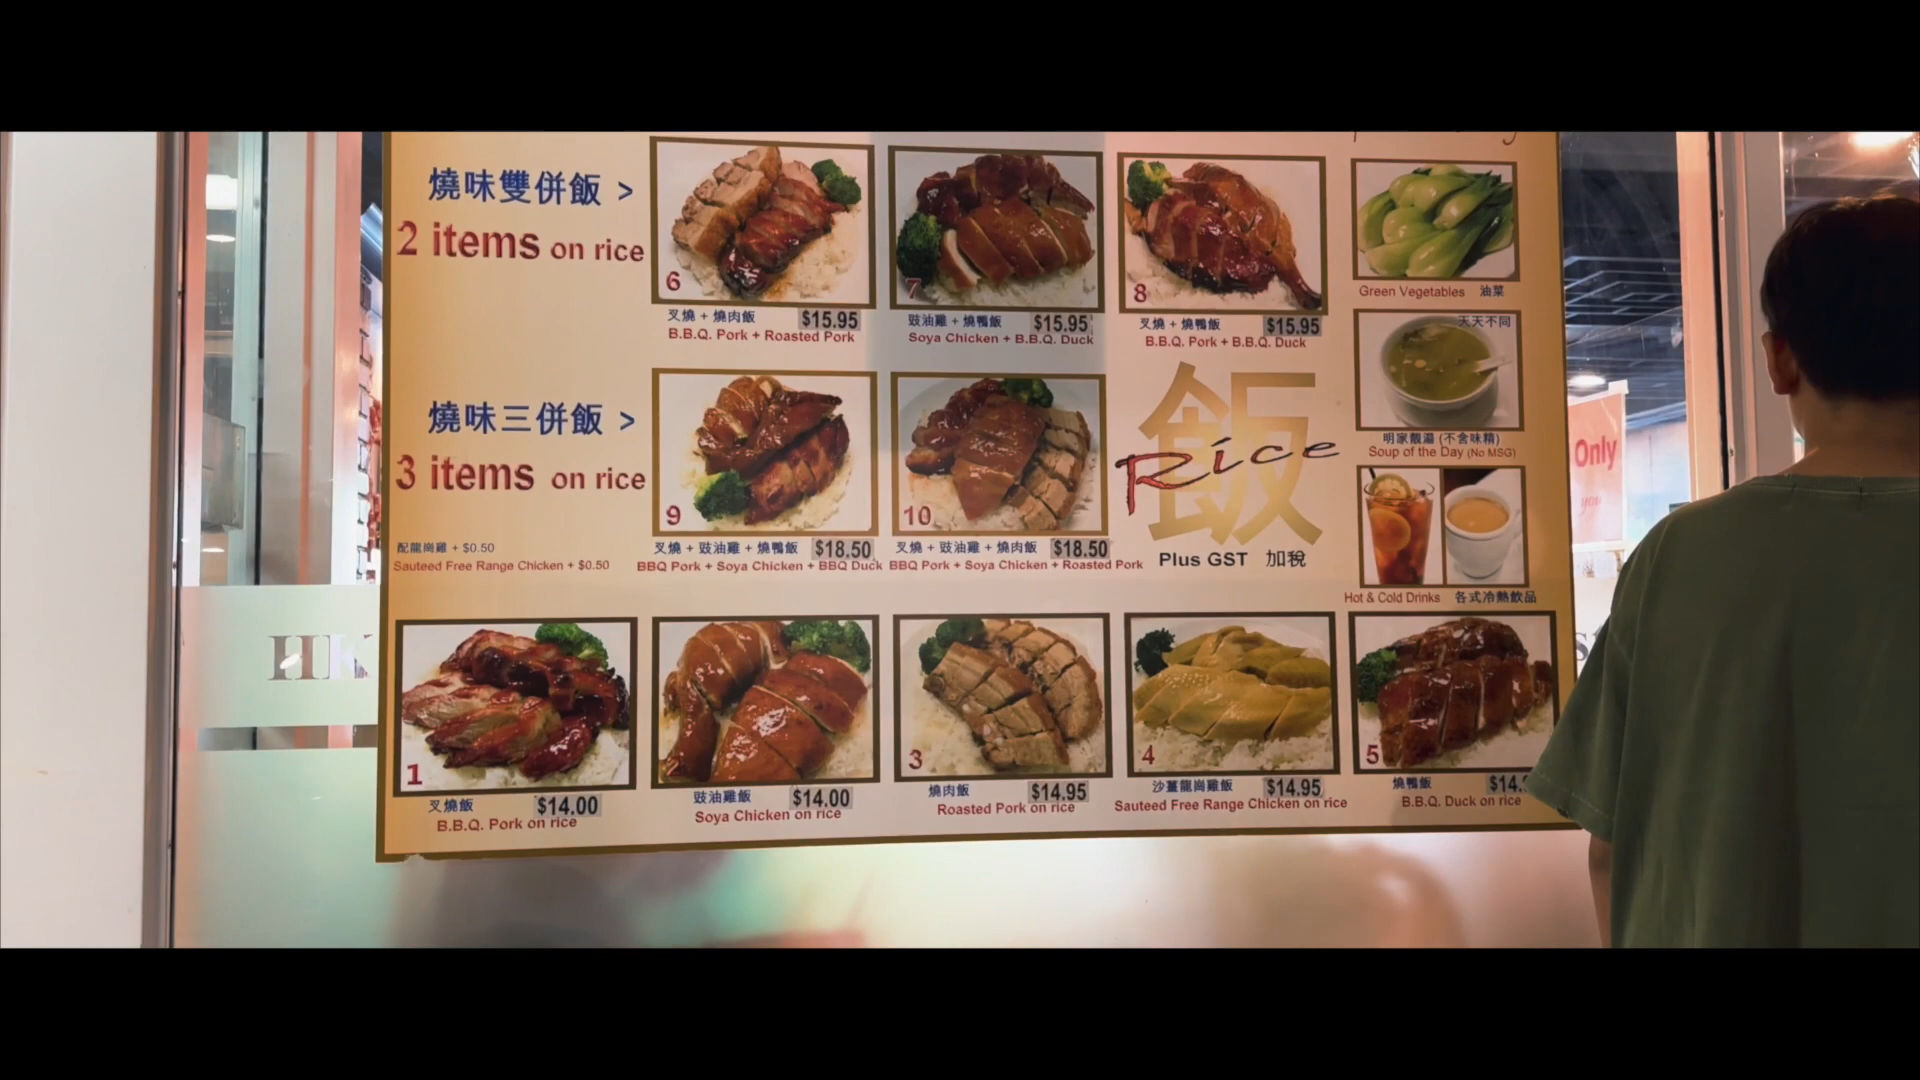 燒味雙併飯 >
2 items on rice
6
叉燒 + 燒肉飯 $15.95
B.B.Q. Pork + Roasted Pork
7
豉油雞 + 燒鴨飯 $15.95
Soya Chicken + B.B.Q. Duck
8
叉燒 + 燒鴨飯 $15.95
B.B.Q. Pork + B.B.Q. Duck
Green Vegetables 油菜
天天不同
明家靚湯 (不含味精)
Soup of the Day (No MSG)
Hot & Cold Drinks 各式冷熱飲品
燒味三併飯 >
3 items on rice
配龍崗雞 + $0.50
Sauteed Free Range Chicken + $0.50
9
叉燒 + 豉油雞 + 燒鴨飯 $18.50
BBQ Pork + Soya Chicken + BBQ Duck
10
叉燒 + 豉油雞 + 燒肉飯 $18.50
BBQ Pork + Soya Chicken + Roasted Pork
飯
Rice
Plus GST 加稅
1
叉燒飯 $14.00
B.B.Q. Pork on rice
Soya Chicken on rice
豉油雞飯 $14.00
3
燒肉飯 $14.95
Roasted Pork on rice
4
沙薑龍崗雞飯 $14.95
Sauteed Free Range Chicken on rice
5
燒鴨飯 $14.
B.B.Q. Duck on rice
HK
Only